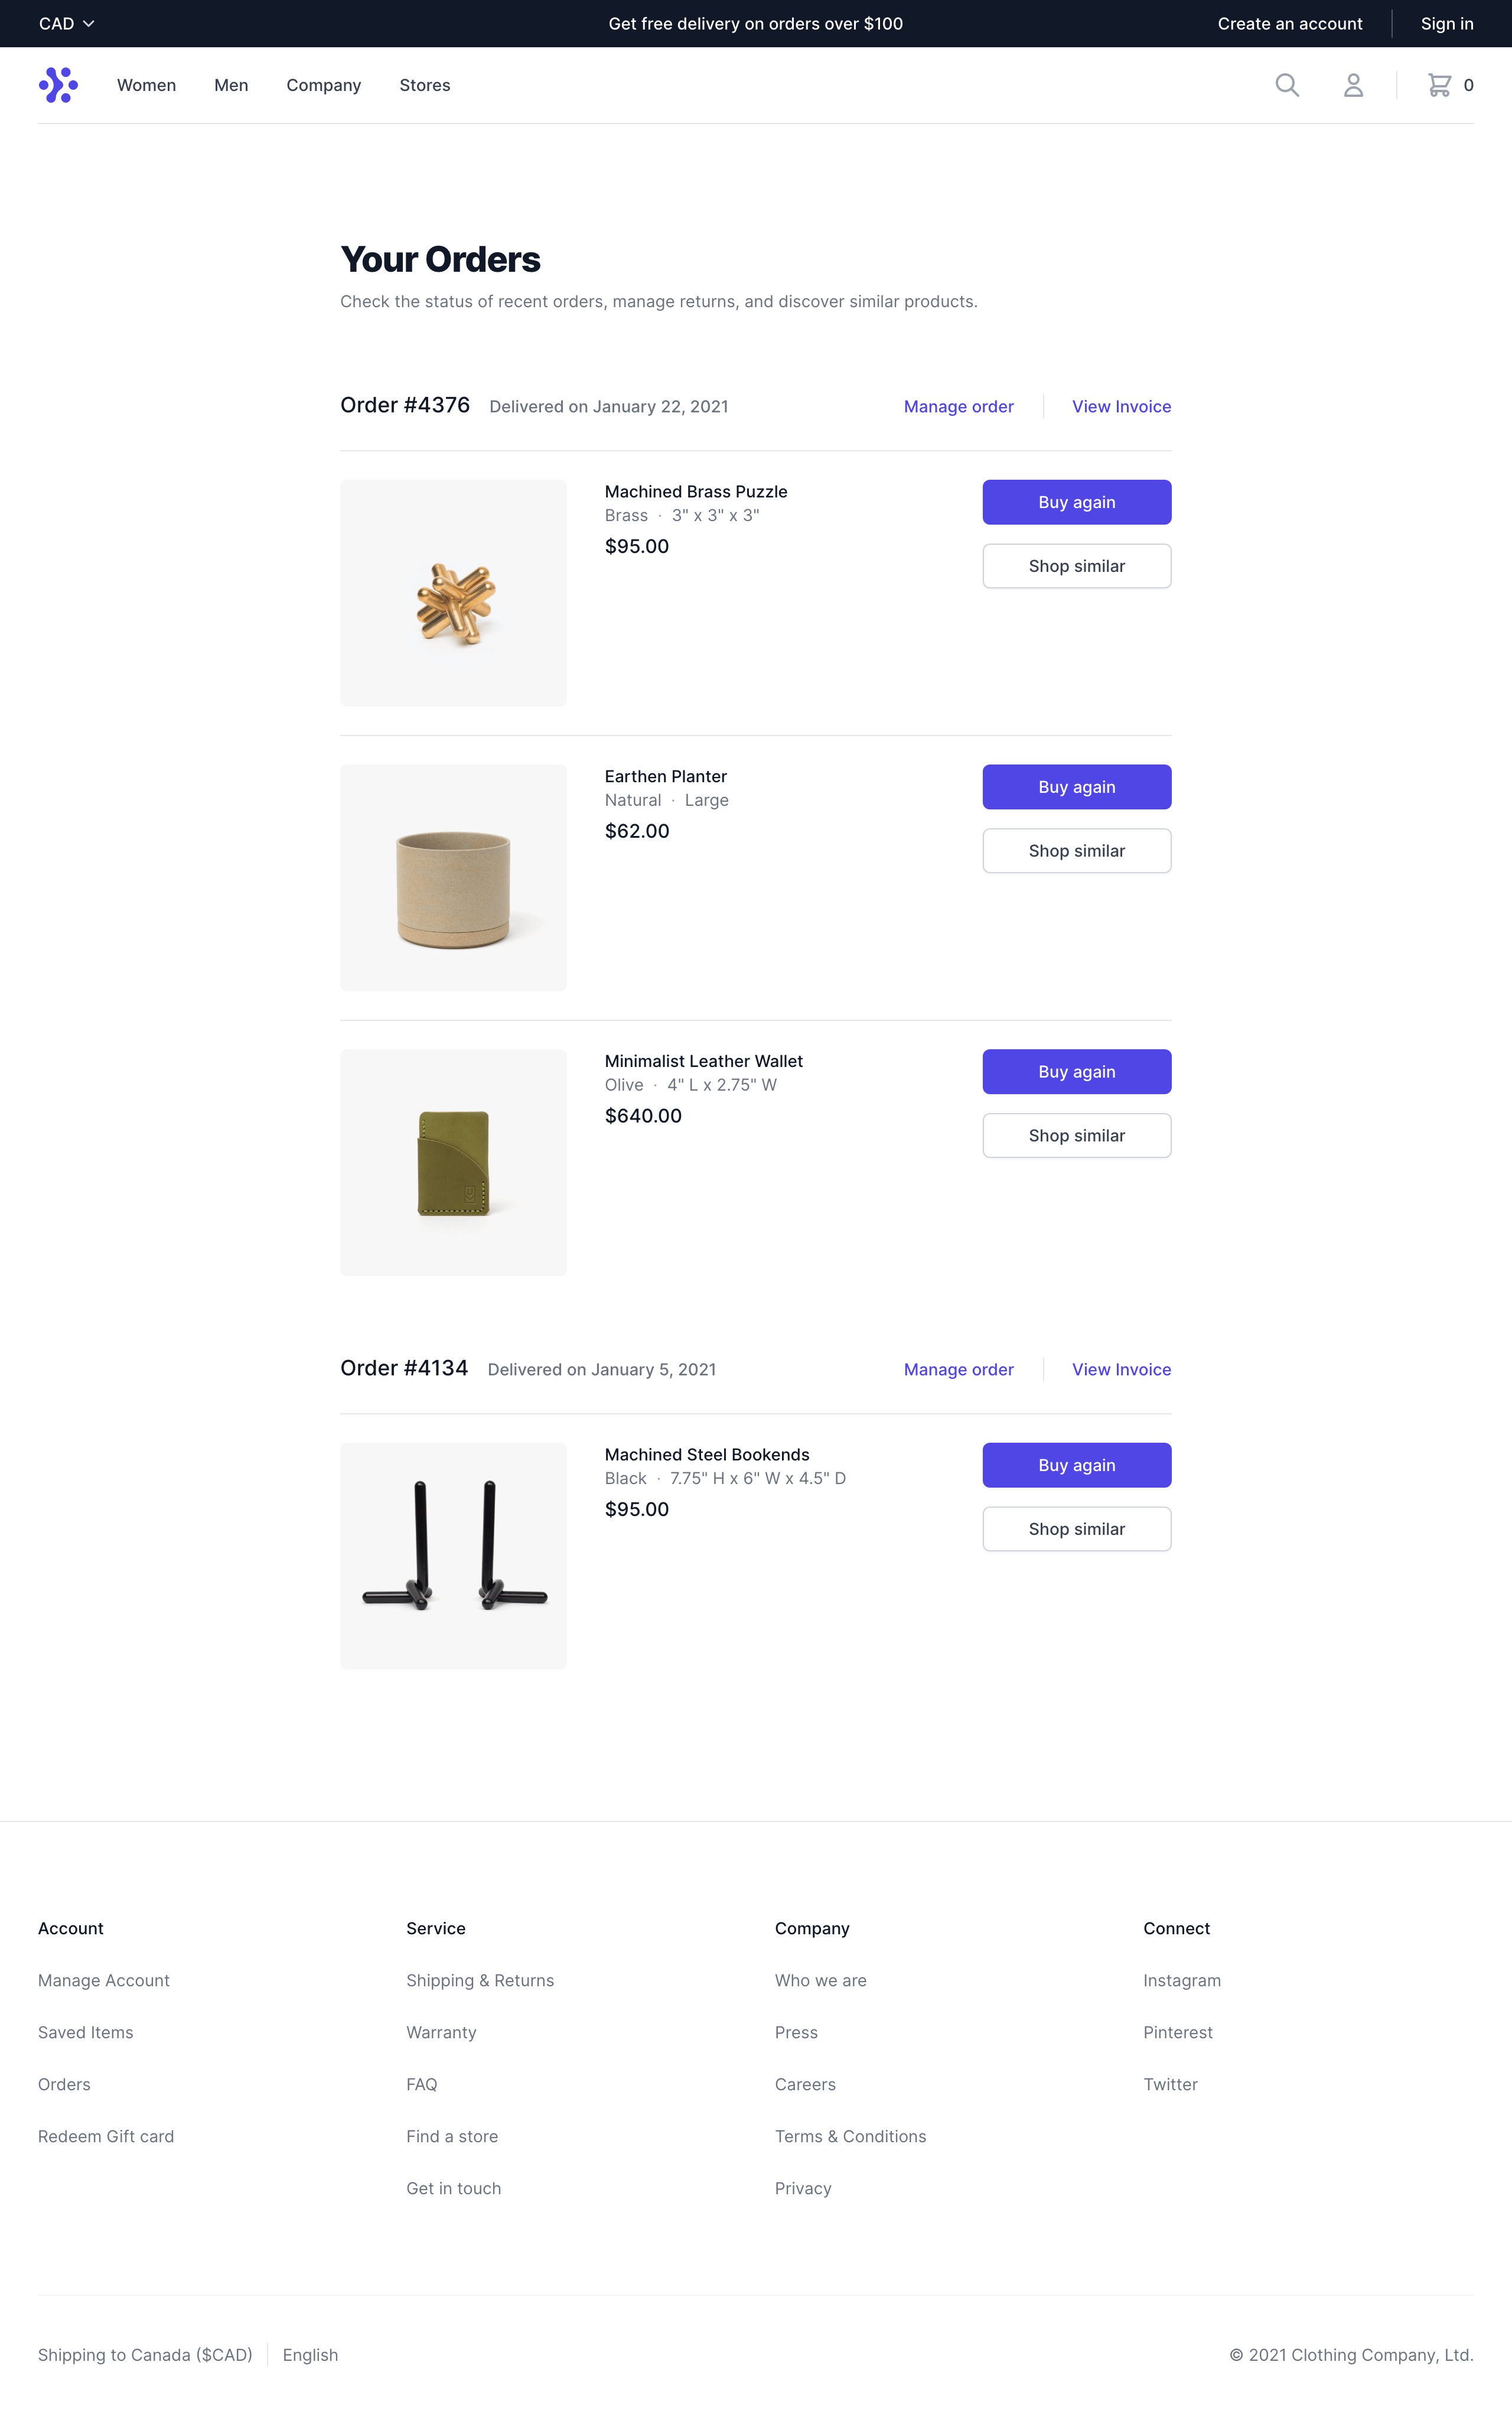 CAD
Get free delivery on orders over $100
Create an account
Sign in
Women
Men
Company
Stores
0
Your Orders
Check the status of recent orders, manage returns, and discover similar products.
Order #4376
Delivered on January 22, 2021
Manage order
View Invoice
Machined Brass Puzzle
Brass · 3" x 3" x 3"
$95.00
Buy again
Shop similar
Earthen Planter
Natural · Large
$62.00
Buy again
Shop similar
Minimalist Leather Wallet
Olive · 4" L x 2.75" W
$640.00
Buy again
Shop similar
Order #4134
Delivered on January 5, 2021
Manage order
View Invoice
Machined Steel Bookends
Black · 7.75" H x 6" W x 4.5" D
$95.00
Buy again
Shop similar
Account
Manage Account
Saved Items
Orders
Redeem Gift card
Service
Shipping & Returns
Warranty
FAQ
Find a store
Get in touch
Company
Who we are
Press
Careers
Terms & Conditions
Privacy
Connect
Instagram
Pinterest
Twitter
Shipping to Canada ($CAD)
English
© 2021 Clothing Company, Ltd.